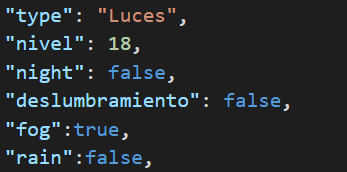 "type": "Luces",
"nivel": 18,
"night": false,
"deslumbramiento": false,
"fog":true,
"rain":false,